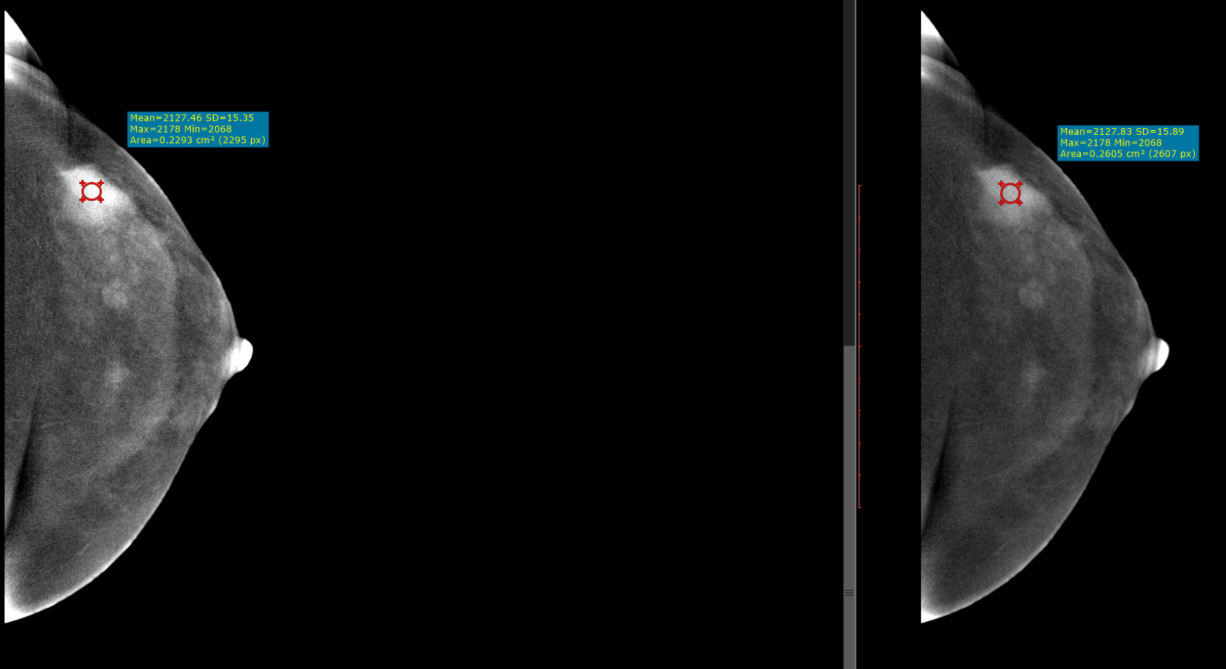 Mean=2127.46 SD=15.35
Max=2178 Min=2068
Area=0.2293 cm² (2295 px)
Mean=2127.83 SD=15.89
Max=2178 Min=2068
Area=0.2605 cm² (2607 px)